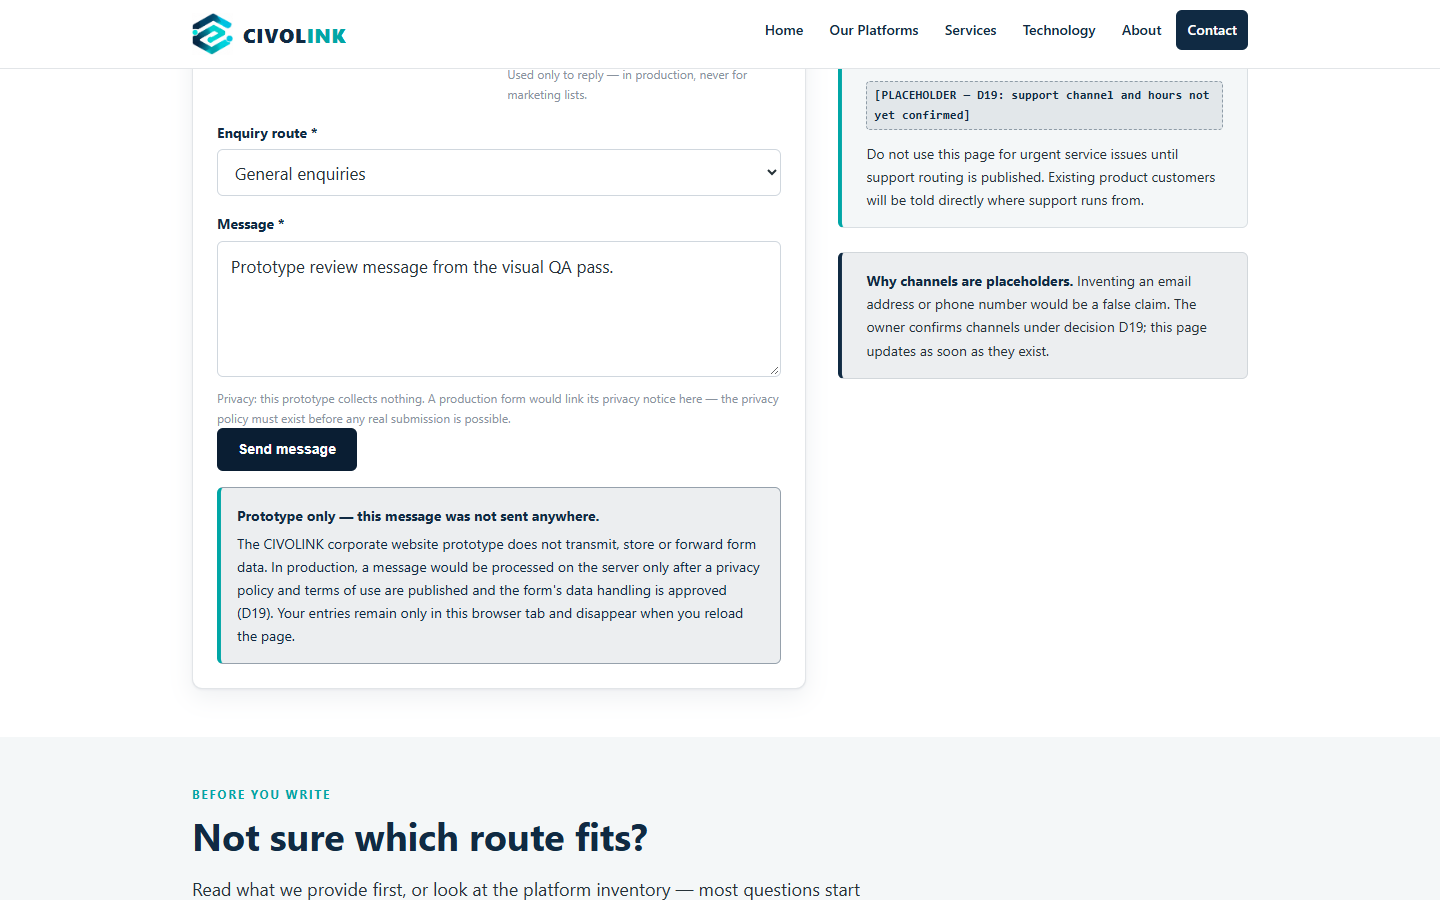 CIVOLINK
Home
Our Platforms
Services
Technology
About
Contact
Used only to reply — in production, never for
marketing lists.
Enquiry route *
General enquiries
Message *
Prototype review message from the visual QA pass.
Privacy: this prototype collects nothing. A production form would link its privacy notice here — the privacy
policy must exist before any real submission is possible.
Send message
Prototype only — this message was not sent anywhere.
The CIVOLINK corporate website prototype does not transmit, store or forward form
data. In production, a message would be processed on the server only after a privacy
policy and terms of use are published and the form's data handling is approved
(D19). Your entries remain only in this browser tab and disappear when you reload
the page.
[PLACEHOLDER — D19: support channel and hours not
yet confirmed]
Do not use this page for urgent service issues until
support routing is published. Existing product customers
will be told directly where support runs from.
Why channels are placeholders. Inventing an email
address or phone number would be a false claim. The
owner confirms channels under decision D19; this page
updates as soon as they exist.
BEFORE YOU WRITE
Not sure which route fits?
Read what we provide first, or look at the platform inventory — most questions start